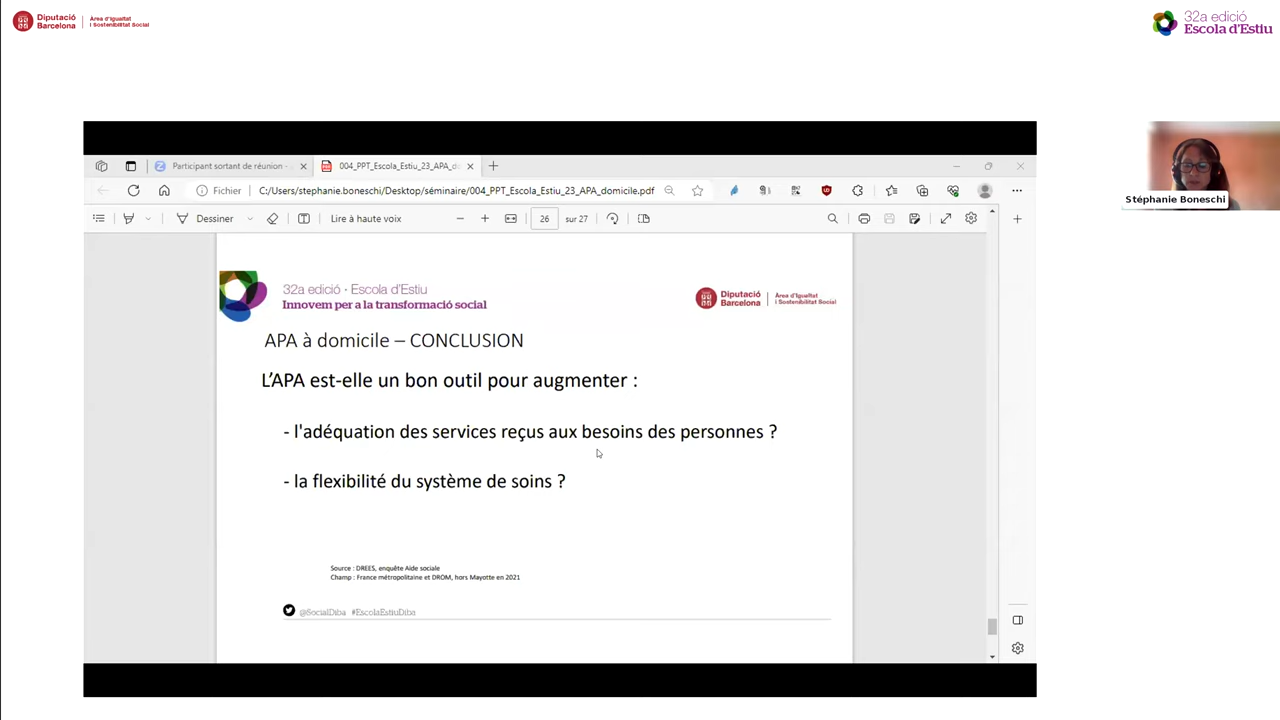 Diputació
Barcelona
Àrea d'Igualtat
i Sostenibilitat Social
32a edició
Escola d'Estiu
Participant sortant de réunion -
004_PPT_Escola_Estiu_23_APA_do
Fichier
C:/Users/stephanie.boneschi/Desktop/séminaire/004_PPT_Escola_Estiu_23_APA_domicile.pdf
Dessiner
Lire à haute voix
26
sur 27
Stéphanie Boneschi
32a edició · Escola d'Estiu
Innovem per a la transformació social
Diputació
Barcelona
Àrea d'Igualtat
i Sostenibilitat Social
APA à domicile – CONCLUSION
L'APA est-elle un bon outil pour augmenter :
- l'adéquation des services reçus aux besoins des personnes ?
- la flexibilité du système de soins ?
Source : DREES, enquête Aide sociale
Champ : France métropolitaine et DROM, hors Mayotte en 2021
@SocialDiba #EscolaEstiuDiba